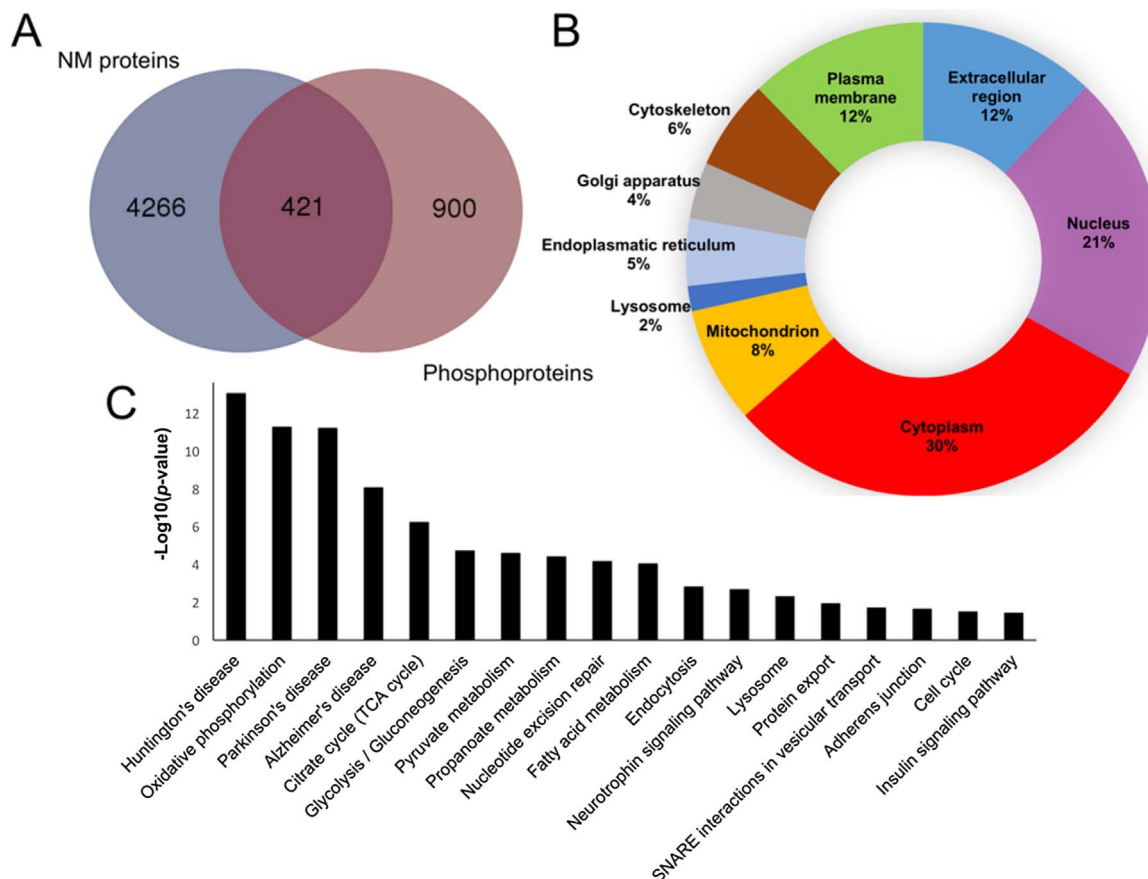 A
NM proteins
4266
421
900
Phosphoproteins
B
Plasma
membrane
12%
Extracellular
region
12%
Cytoskeleton
6%
Golgi apparatus
4%
Nucleus
21%
Endoplasmatic reticulum
5%
Lysosome
2%
Mitochondrion
8%
Cytoplasm
30%
C
-Log10(p-value)
12
10
8
6
4
2
0
Huntington's disease
Oxidative phosphorylation
Parkinson's disease
Alzheimer's disease
Citrate cycle (TCA cycle)
Glycolysis / Gluconeogenesis
Pyruvate metabolism
Propanoate metabolism
Nucleotide excision repair
Fatty acid metabolism
Endocytosis
Neurotrophin signaling pathway
Lysosome
Protein export
SNARE interactions in vesicular transport
Adherens junction
Cell cycle
Insulin signaling pathway